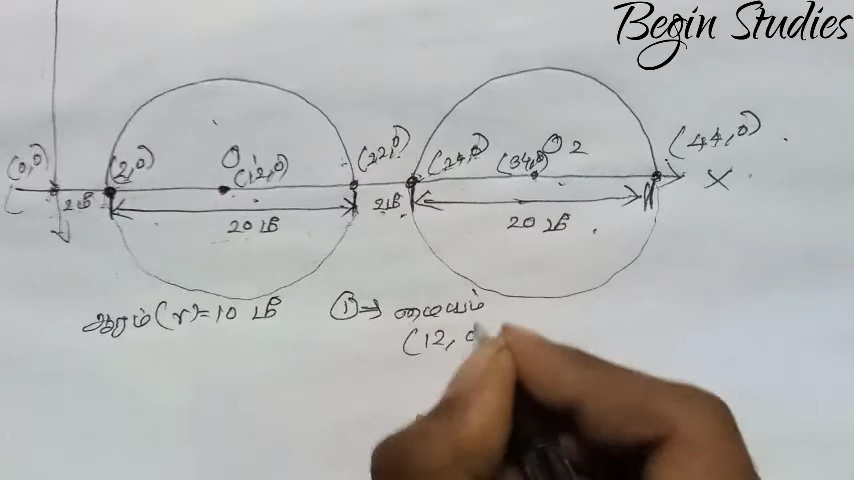 Begin Studies
(0,0) (2,0) O (12,0) (22,0) (24,0) (34,0) O 2 (44,0)
2மீ 20 மீ 2மீ 20 மீ X
ஆரம் (r) = 10 மீ ①⇒ மையம்
(12, 0